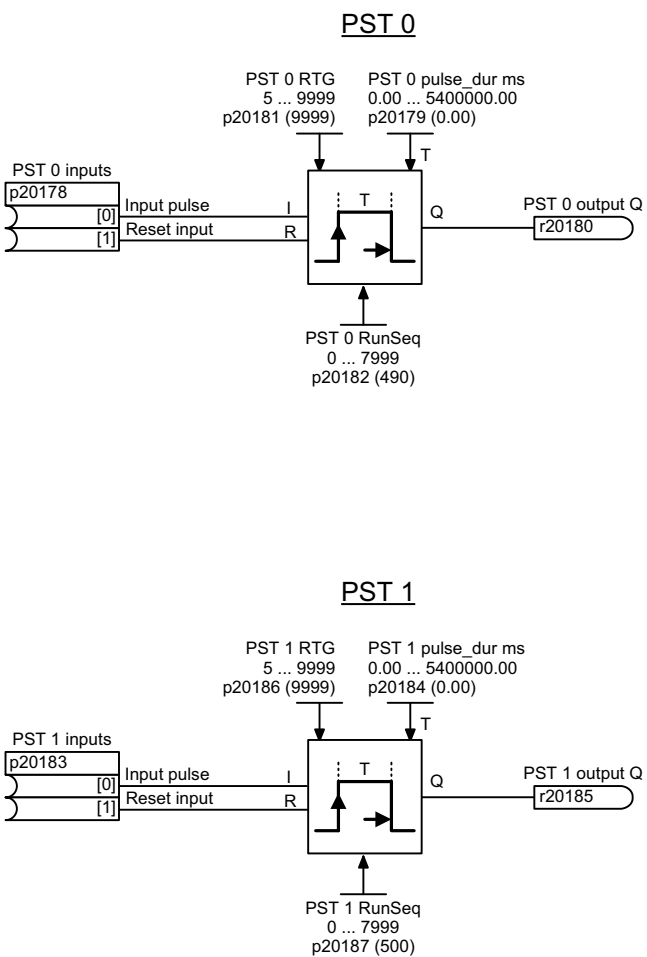 PST 0
PST 0 RTG
5 ... 9999
p20181 (9999)
PST 0 pulse_dur ms
0.00 ... 5400000.00
p20179 (0.00)
T
PST 0 inputs
p20178
[0]
[1]
Input pulse
Reset input
I
R
T
Q
PST 0 output Q
r20180
PST 0 RunSeq
0 ... 7999
p20182 (490)
PST 1
PST 1 RTG
5 ... 9999
p20186 (9999)
PST 1 pulse_dur ms
0.00 ... 5400000.00
p20184 (0.00)
T
PST 1 inputs
p20183
[0]
[1]
Input pulse
Reset input
I
R
T
Q
PST 1 output Q
r20185
PST 1 RunSeq
0 ... 7999
p20187 (500)